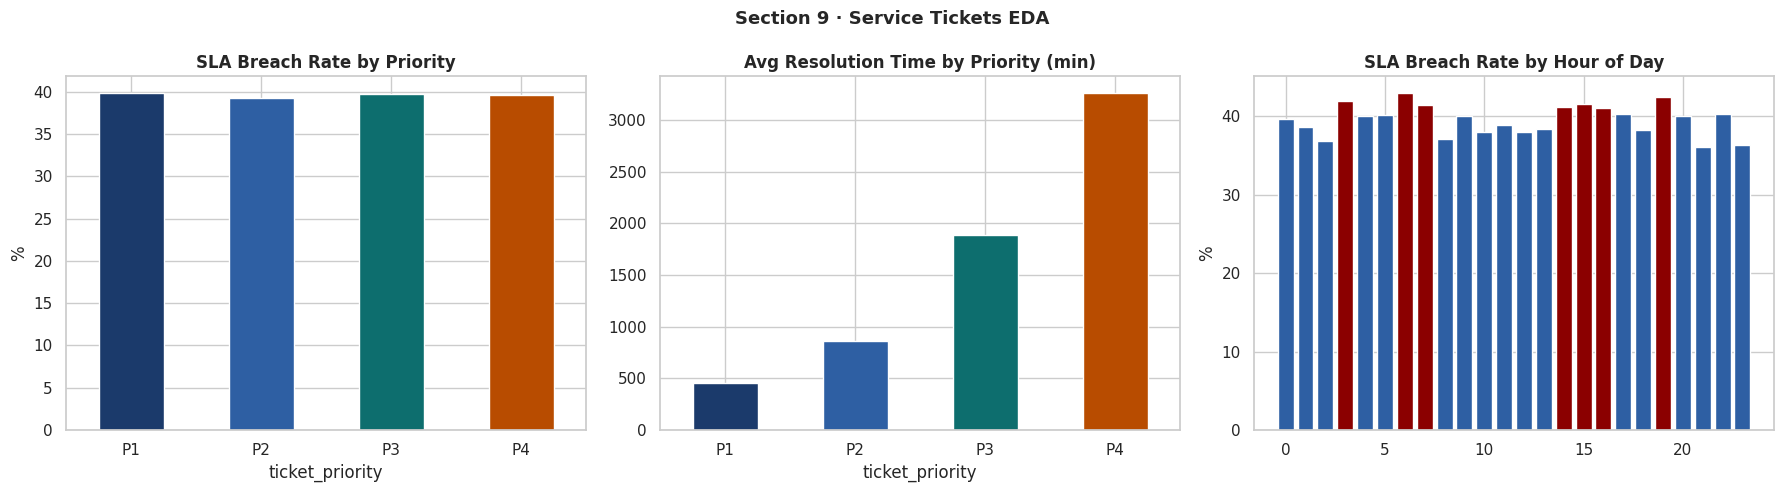 Section 9 · Service Tickets EDA
SLA Breach Rate by Priority
%
40
35
30
25
20
15
10
5
0
P1 P2 P3 P4
ticket_priority
Avg Resolution Time by Priority (min)
3000
2500
2000
1500
1000
500
0
P1 P2 P3 P4
ticket_priority
SLA Breach Rate by Hour of Day
%
40
30
20
10
0
0 5 10 15 20